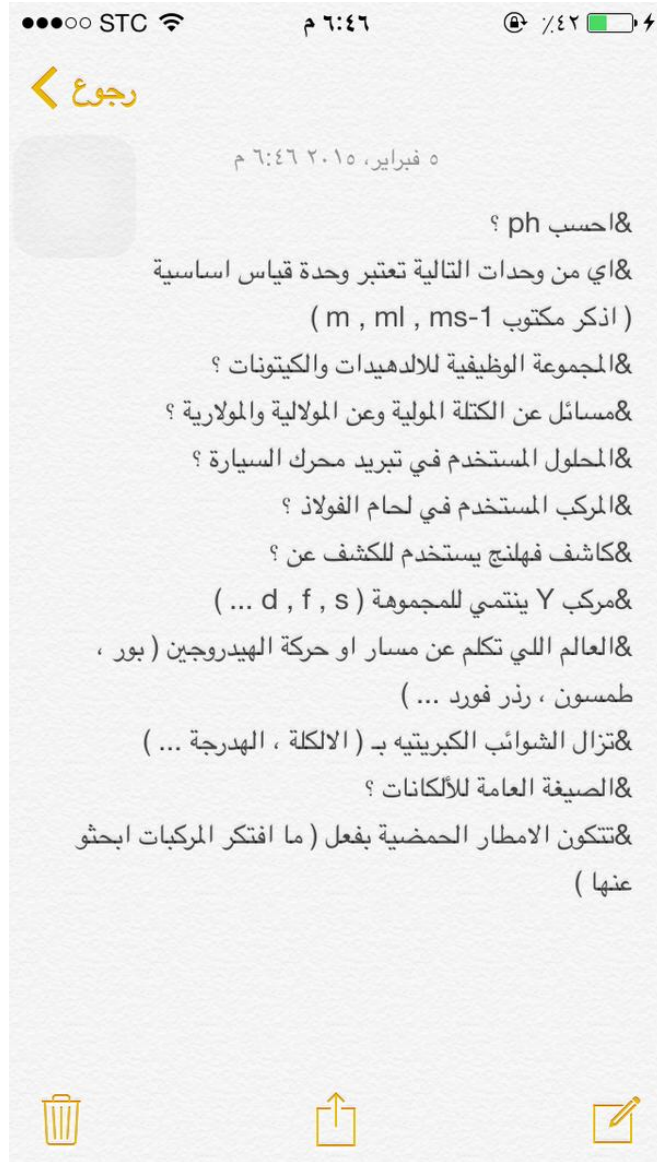 ●●●○○ STC ٦:٤٦ م ٪٤٢
رجوع
٥ فبراير، ٢٠١٥ ٦:٤٦ م
&احسب ph ؟
&اي من وحدات التالية تعتبر وحدة قياس اساسية
( اذكر مكتوب m , ml , ms-1 )
&المجموعة الوظيفية للالدهيدات والكيتونات ؟
&مسائل عن الكتلة المولية وعن المولالية والمولارية ؟
&المحلول المستخدم في تبريد محرك السيارة ؟
&المركب المستخدم في لحام الفولاذ ؟
&كاشف فهلنج يستخدم للكشف عن ؟
&مركب Y ينتمي للمجموهة ( d , f , s ... )
&العالم اللي تكلم عن مسار او حركة الهيدروجين ( بور ،
طمسون ، رذر فورد ... )
&تزال الشوائب الكبريتيه بـ ( الالكلة ، الهدرجة ... )
&الصيغة العامة للألكانات ؟
&تتكون الامطار الحمضية بفعل ( ما افتكر المركبات ابحثو
عنها )